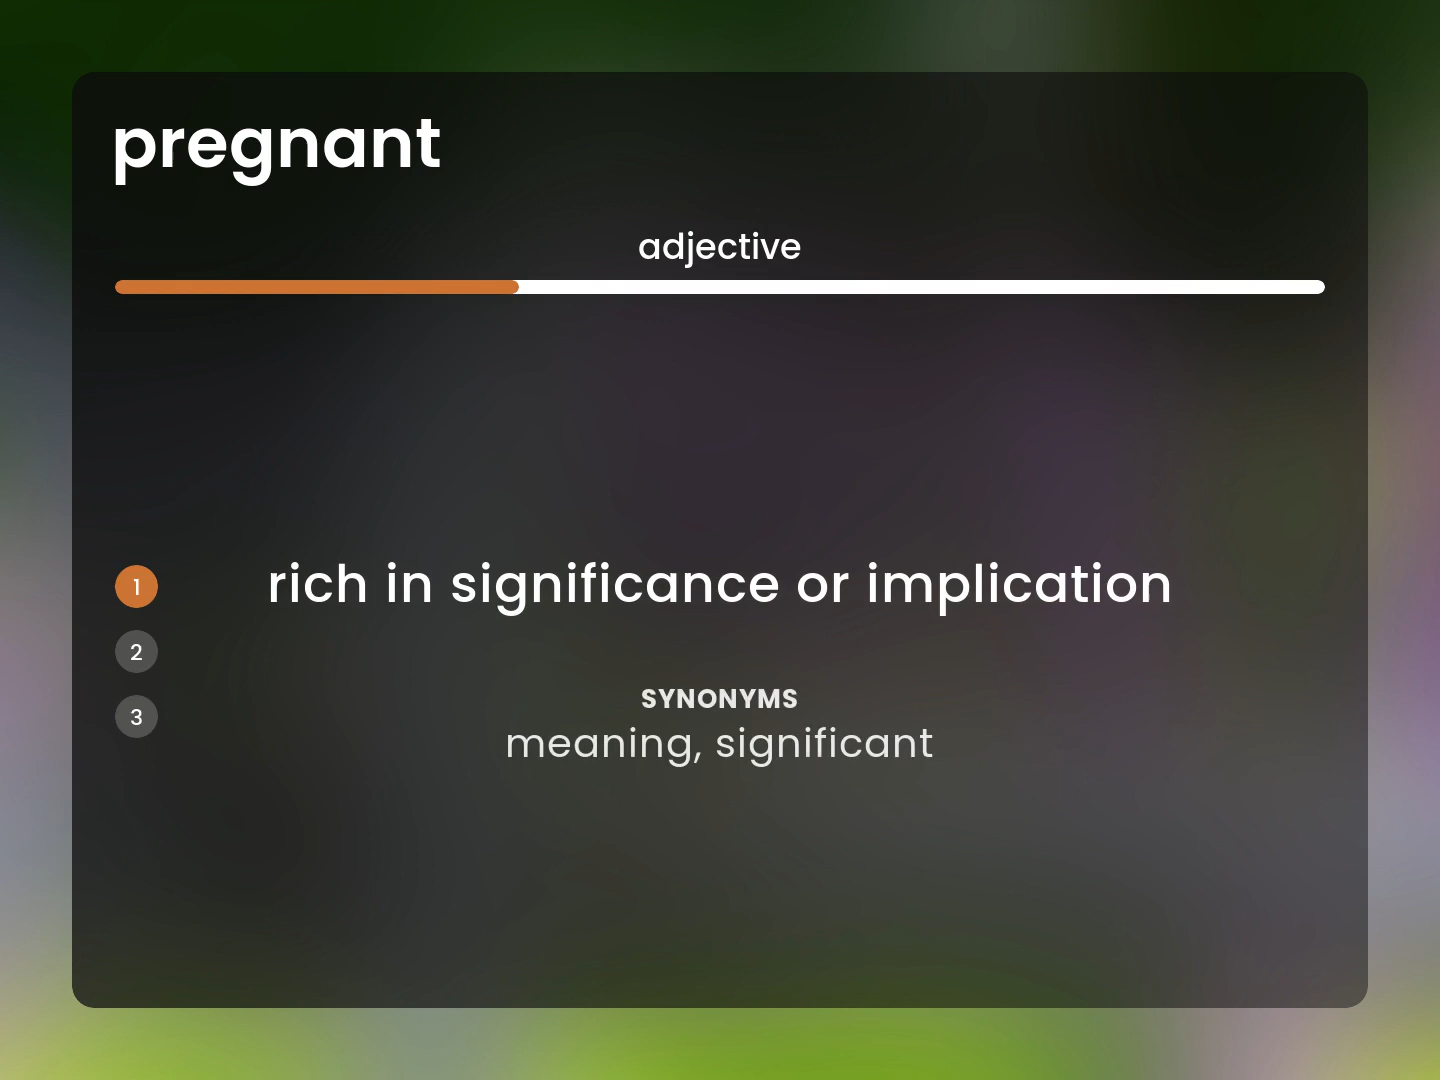 pregnant
adjective
1
rich in significance or implication
2
3
SYNONYMS
meaning, significant